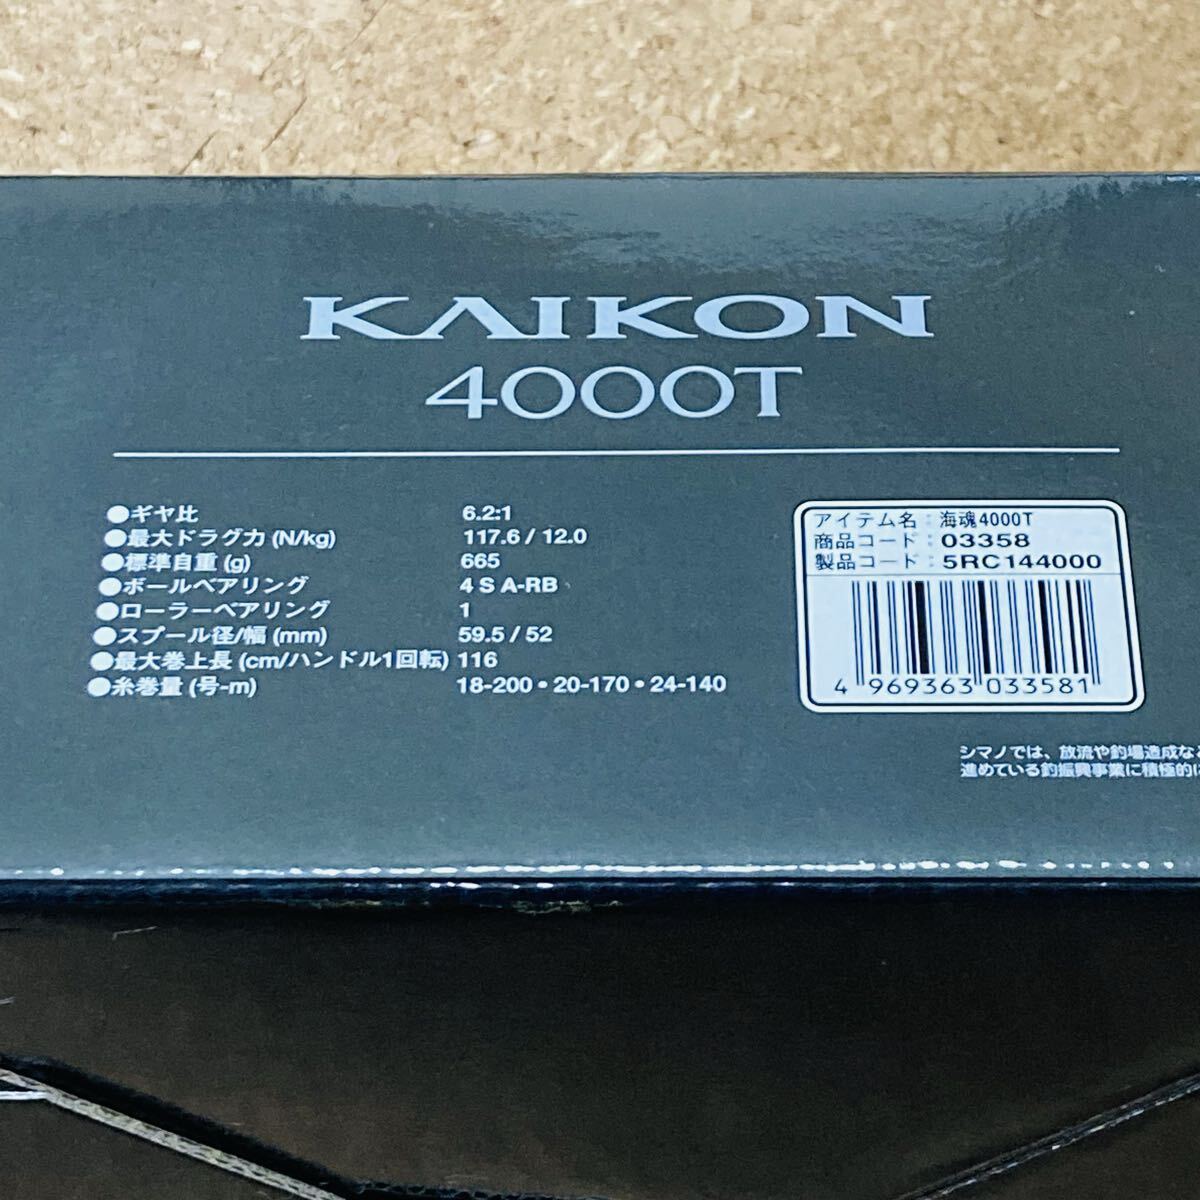 KAIKON
4000T
●ギヤ比 6.2:1
●最大ドラグ力 (N/kg) 117.6 / 12.0
●標準自重 (g) 665
●ボールベアリング 4 S A-RB
●ローラーベアリング 1
●スプール径/幅 (mm) 59.5 / 52
●最大巻上長 (cm/ハンドル1回転) 116
●糸巻量 (号-m) 18-200・20-170・24-140
アイテム名：海魂4000T
商品コード：03358
製品コード：5RC144000
4 969363 033581
シマノでは、放流や釣場造成など
進めている釣振興事業に積極的に